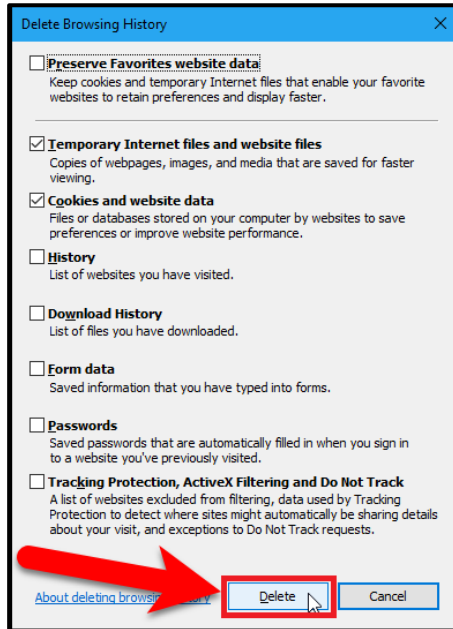 Delete Browsing History
Preserve Favorites website data
Keep cookies and temporary Internet files that enable your favorite
websites to retain preferences and display faster.
Temporary Internet files and website files
Copies of webpages, images, and media that are saved for faster
viewing.
Cookies and website data
Files or databases stored on your computer by websites to save
preferences or improve website performance.
History
List of websites you have visited.
Download History
List of files you have downloaded.
Form data
Saved information that you have typed into forms.
Passwords
Saved passwords that are automatically filled in when you sign in
to a website you've previously visited.
Tracking Protection, ActiveX Filtering and Do Not Track
A list of websites excluded from filtering, data used by Tracking
Protection to detect where sites might automatically be sharing details
about your visit, and exceptions to Do Not Track requests.
About deleting
Delete
Cancel